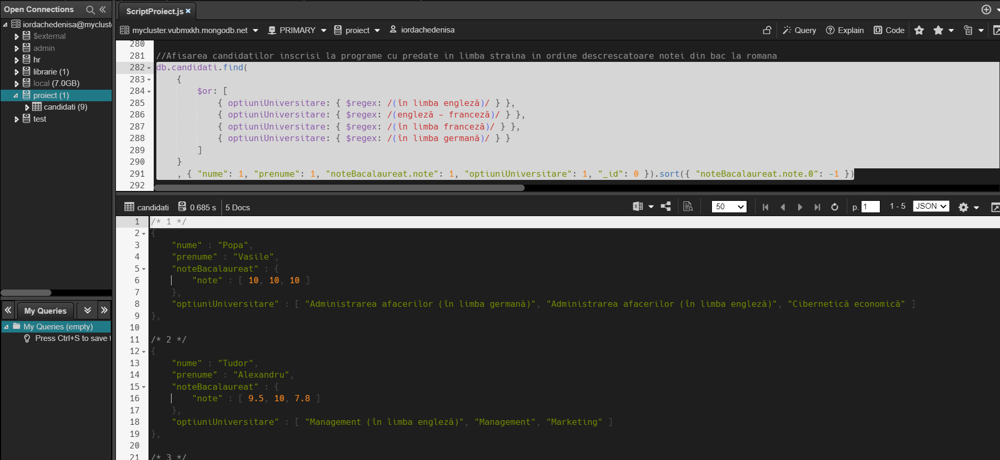 Open Connections
iordachedenisa@myclust
$external
admin
hr
librarie (1)
local (7.0GB)
proiect (1)
candidati (9)
test
My Queries
My Queries (empty)
Press Ctrl+S to save t
ScriptProiect.js
mycluster.vubmxkh.mongodb.net PRIMARY proiect iordachedenisa Query Explain Code
280
281 //Afisarea candidatilor inscrisi la programe cu predate in limba straina in ordine descrescatoare notei din bac la romana
282 db.candidati.find(
283 {
284 $or: [
285 { optiuniUniversitare: { $regex: /(în limba engleză)/ } },
286 { optiuniUniversitare: { $regex: /(engleză - franceză)/ } },
287 { optiuniUniversitare: { $regex: /(în limba franceză)/ } },
288 { optiuniUniversitare: { $regex: /(în limba germană)/ } }
289 ]
290 }
291 , { "nume": 1, "prenume": 1, "noteBacalaureat.note": 1, "optiuniUniversitare": 1, "_id": 0 }).sort({ "noteBacalaureat.note.0": -1 })
292
candidati 0.685 s 5 Docs 50 p. 1 1 - 5 JSON
1 /* 1 */
2 {
3 "nume" : "Popa",
4 "prenume" : "Vasile",
5 "noteBacalaureat" : {
6 "note" : [ 10, 10, 10 ]
7 },
8 "optiuniUniversitare" : [ "Administrarea afacerilor (în limba germană)", "Administrarea afacerilor (în limba engleză)", "Cibernetică economică" ]
9 },
10
11 /* 2 */
12 {
13 "nume" : "Tudor",
14 "prenume" : "Alexandru",
15 "noteBacalaureat" : {
16 "note" : [ 9.5, 10, 7.8 ]
17 },
18 "optiuniUniversitare" : [ "Management (în limba engleză)", "Management", "Marketing" ]
19 },
20
21 /* 3 */